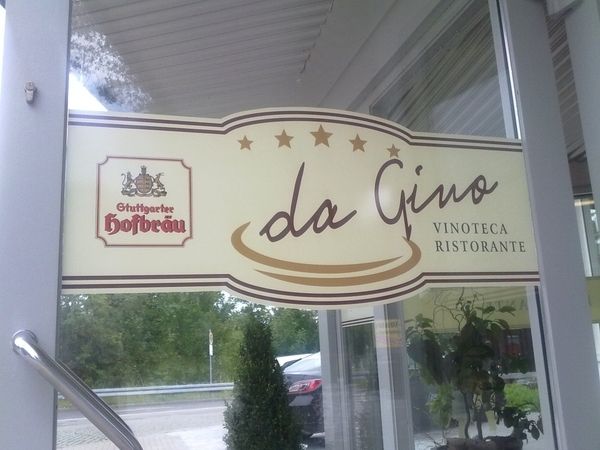 Stuttgarter
Hofbräu
da Gino
VINOTECA
RISTORANTE